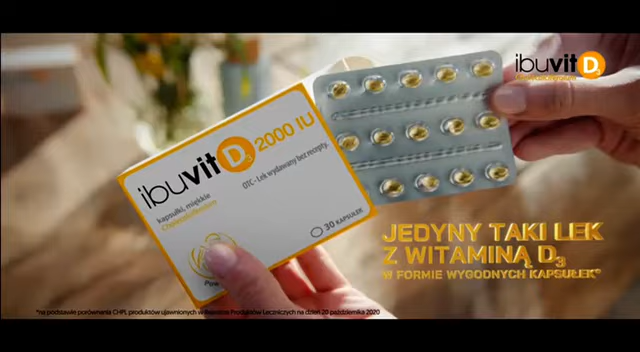 ibuvit D3
ibuvit D3 2000 IU
kapsułki, miękkie
Cholecalciferolum
OTC - Lek wydawany bez recepty.
30 KAPSUŁEK
JEDYNY TAKI LEK
Z WITAMINĄ D3
W FORMIE WYGODNYCH KAPSUŁEK*
*na podstawie porównania CHPL produktów ujawnionych w Rejestrze Produktów Leczniczych na dzień 20 października 2020